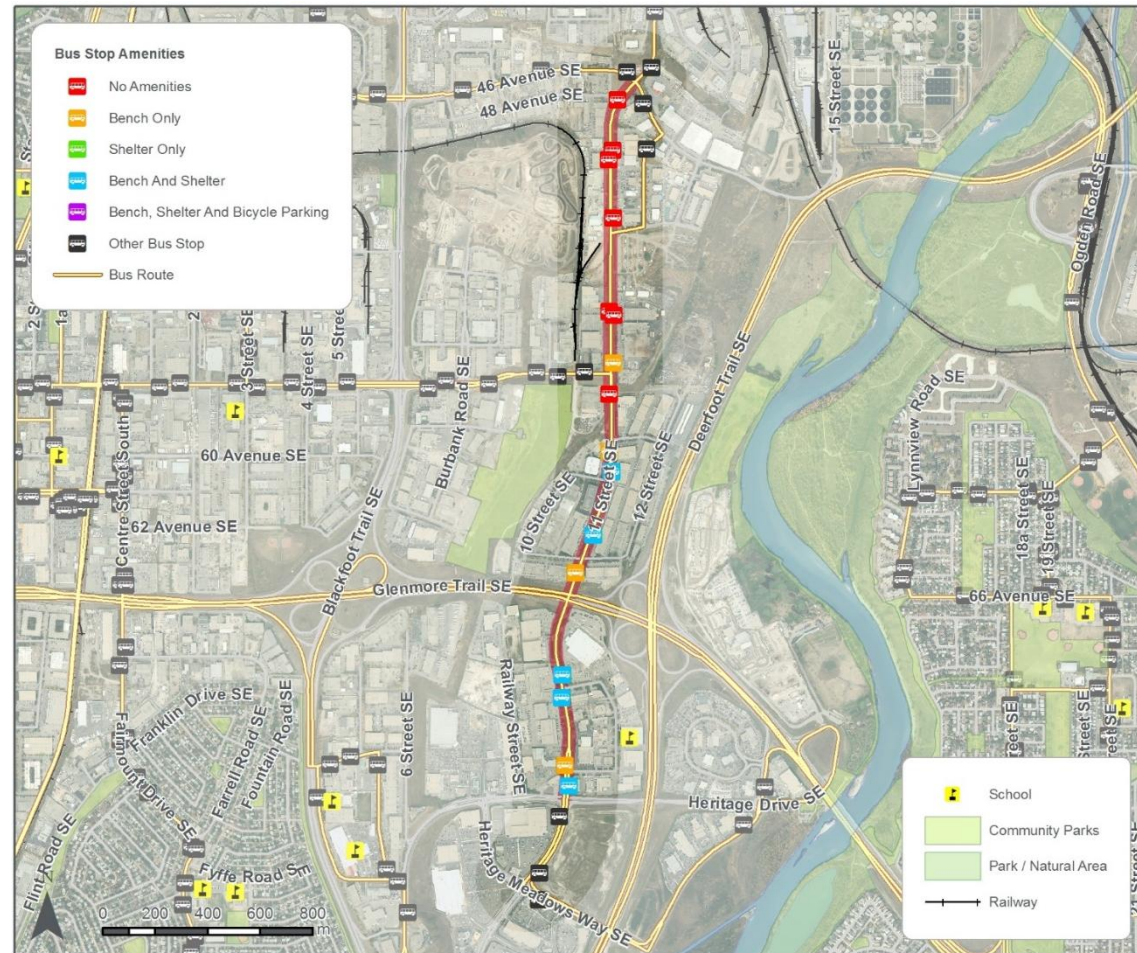 Bus Stop Amenities
No Amenities
Bench Only
Shelter Only
Bench And Shelter
Bench, Shelter And Bicycle Parking
Other Bus Stop
Bus Route
46 Avenue SE
48 Avenue SE
15 Street SE
Ogden Road SE
3 Street SE
4 Street SE
Burbank Road SE
Deerfoot Trail SE
Lynnview Road SE
Centre Street South
60 Avenue SE
62 Avenue SE
10 Street SE
11 Street SE
12 Street SE
18a Street SE
19 Street SE
Blackfoot Trail SE
Glenmore Trail SE
66 Avenue SE
Franklin Drive SE
Fairmount Drive SE
Farrell Road SE
Fountain Road SE
6 Street SE
Railway Street SE
Heritage Drive SE
Flint Road SE
Fyffe Road SE
Heritage Meadows Way SE
21 Street SE
0 200 400 600 800
m
School
Community Parks
Park / Natural Area
Railway